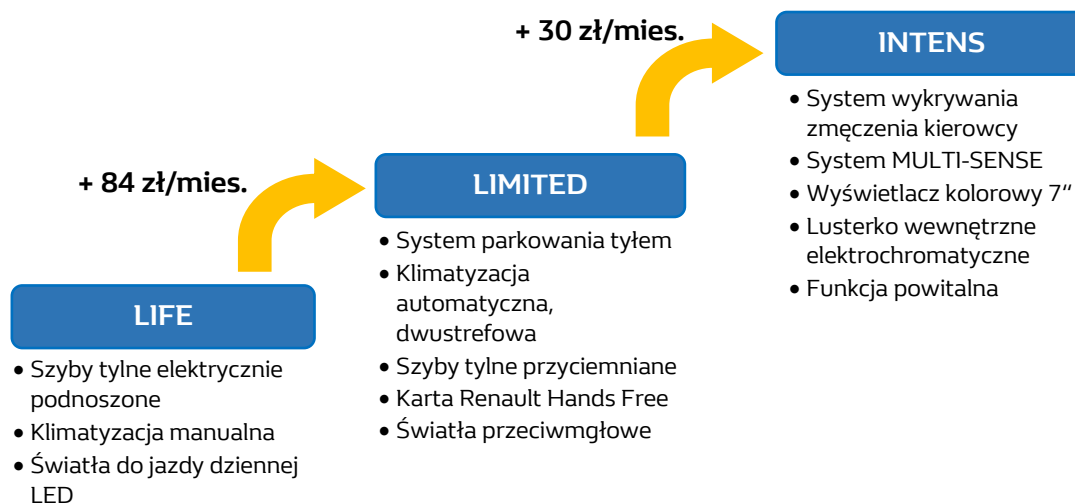 + 30 zł/mies.
INTENS
• System wykrywania
zmęczenia kierowcy
• System MULTI-SENSE
• Wyświetlacz kolorowy 7“
• Lusterko wewnętrzne
elektrochromatyczne
• Funkcja powitalna
+ 84 zł/mies.
LIMITED
• System parkowania tyłem
• Klimatyzacja
automatyczna,
dwustrefowa
• Szyby tylne przyciemniane
• Karta Renault Hands Free
• Światła przeciwmgłowe
LIFE
• Szyby tylne elektrycznie
podnoszone
• Klimatyzacja manualna
• Światła do jazdy dziennej
LED